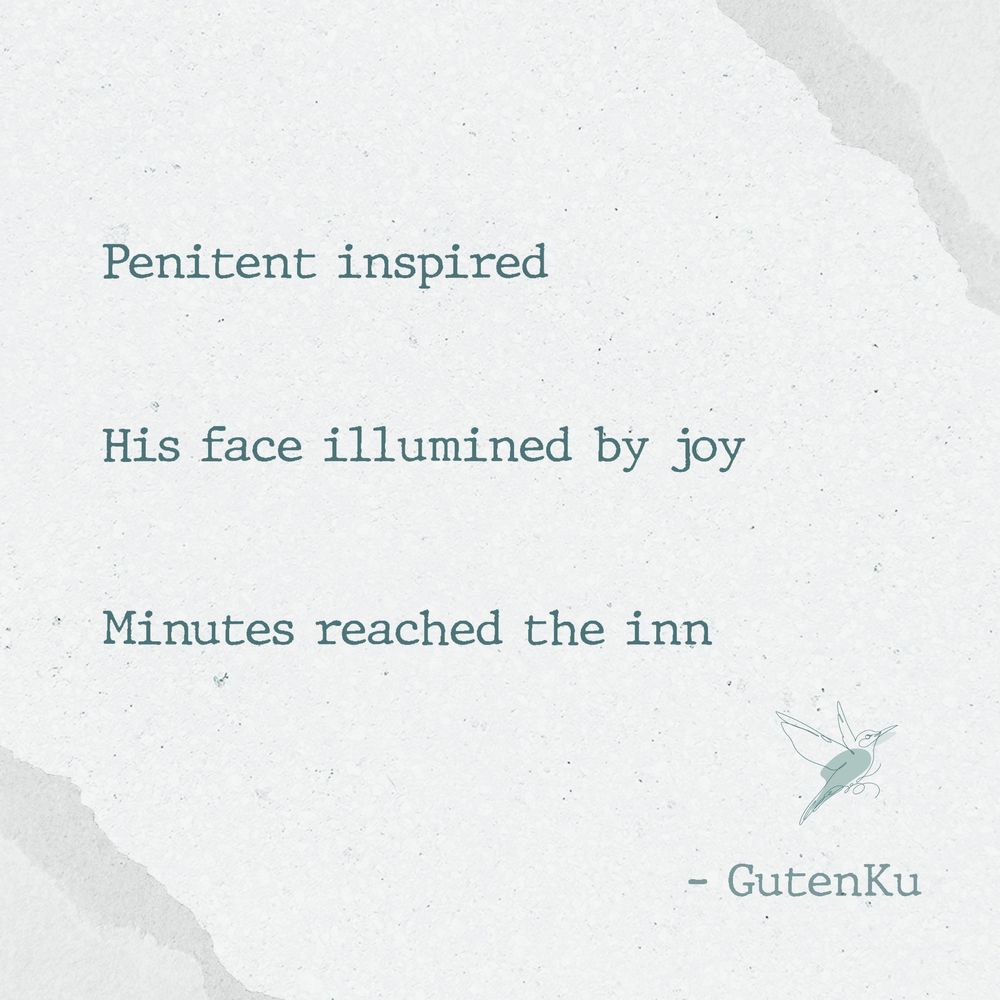 Penitent inspired
His face illumined by joy
Minutes reached the inn
- GutenKu